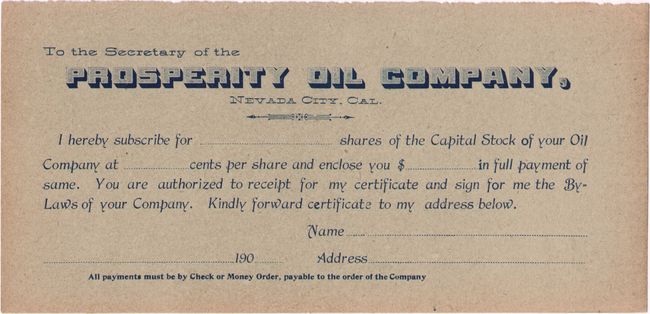 To the Secretary of the
PROSPERITY OIL COMPANY,
NEVADA CITY, CAL.
I hereby subscribe for ........................ shares of the Capital Stock of your Oil
Company at ............ cents per share and enclose you $ ............ in full payment of
same. You are authorized to receipt for my certificate and sign for me the By-
Laws of your Company. Kindly forward certificate to my address below.
Name ........................
........................ 190 Address ........................
All payments must be by Check or Money Order, payable to the order of the Company